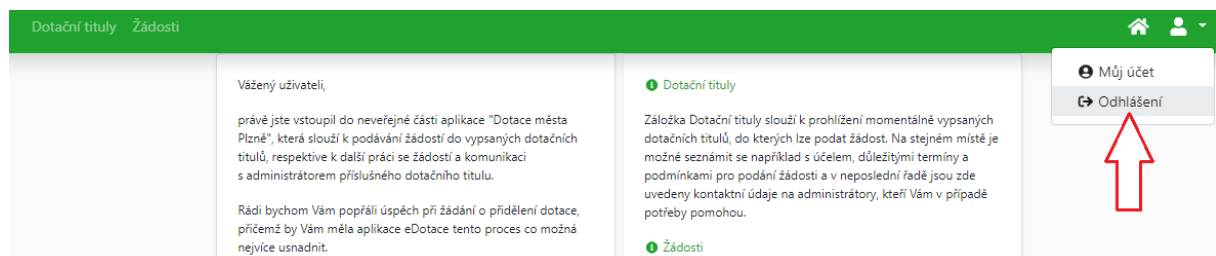 Dotační tituly Žádosti
Můj účet
Odhlášení
Vážený uživateli,
právě jste vstoupil do neveřejné části aplikace "Dotace města
Plzně", která slouží k podávání žádostí do vypsaných dotačních
titulů, respektive k další práci se žádostí a komunikaci
s administrátorem příslušného dotačního titulu.
Rádi bychom Vám popřáli úspěch při žádání o přidělení dotace,
přičemž by Vám měla aplikace eDotace tento proces co možná
nejvíce usnadnit.
Dotační tituly
Záložka Dotační tituly slouží k prohlížení momentálně vypsaných
dotačních titulů, do kterých lze podat žádost. Na stejném místě je
možné seznámit se například s účelem, důležitými termíny a
podmínkami pro podání žádosti a v neposlední řadě jsou zde
uvedeny kontaktní údaje na administrátory, kteří Vám v případě
potřeby pomohou.
Žádosti